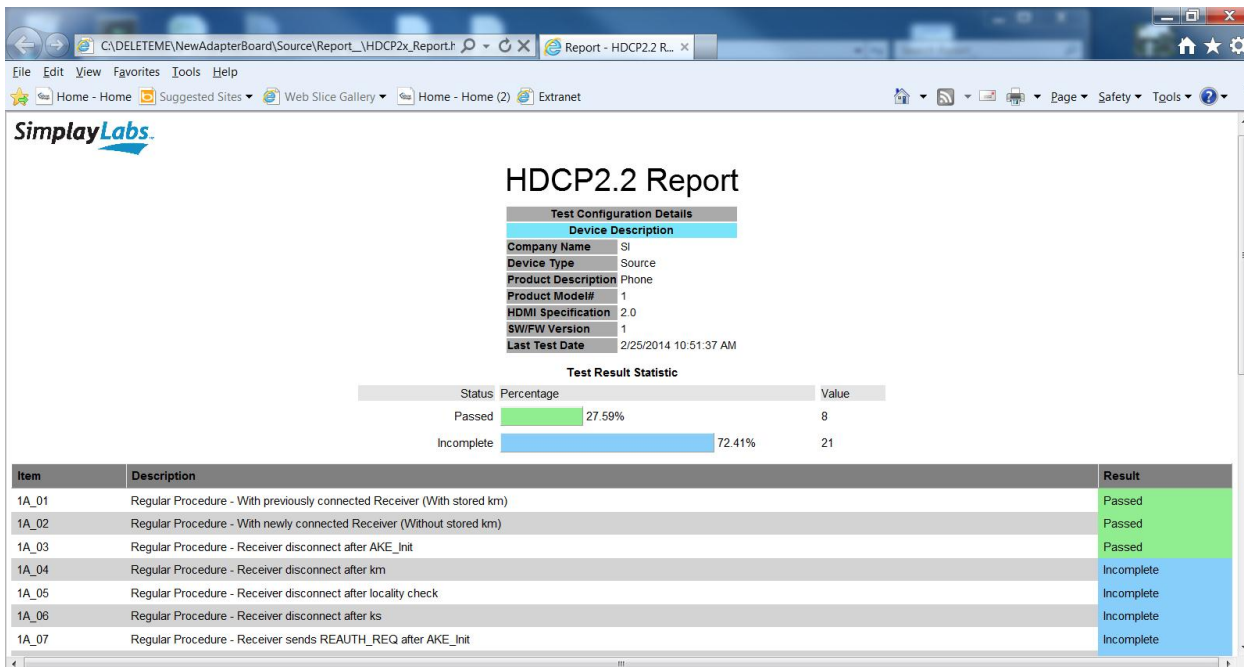 C:\DELETEME\NewAdapterBoard\Source\Report__\HDCP2x_Report.h
Report - HDCP2.2 R...
File Edit View Favorites Tools Help
Home - Home Suggested Sites Web Slice Gallery Home - Home (2) Extranet
Page Safety Tools
SimplayLabs
HDCP2.2 Report
Test Configuration Details
Device Description
Company Name SI
Device Type Source
Product Description Phone
Product Model# 1
HDMI Specification 2.0
SW/FW Version 1
Last Test Date 2/25/2014 10:51:37 AM
Test Result Statistic
Status Percentage Value
Passed 27.59% 8
Incomplete 72.41% 21
Item Description Result
1A_01 Regular Procedure - With previously connected Receiver (With stored km) Passed
1A_02 Regular Procedure - With newly connected Receiver (Without stored km) Passed
1A_03 Regular Procedure - Receiver disconnect after AKE_Init Passed
1A_04 Regular Procedure - Receiver disconnect after km Incomplete
1A_05 Regular Procedure - Receiver disconnect after locality check Incomplete
1A_06 Regular Procedure - Receiver disconnect after ks Incomplete
1A_07 Regular Procedure - Receiver sends REAUTH_REQ after AKE_Init Incomplete